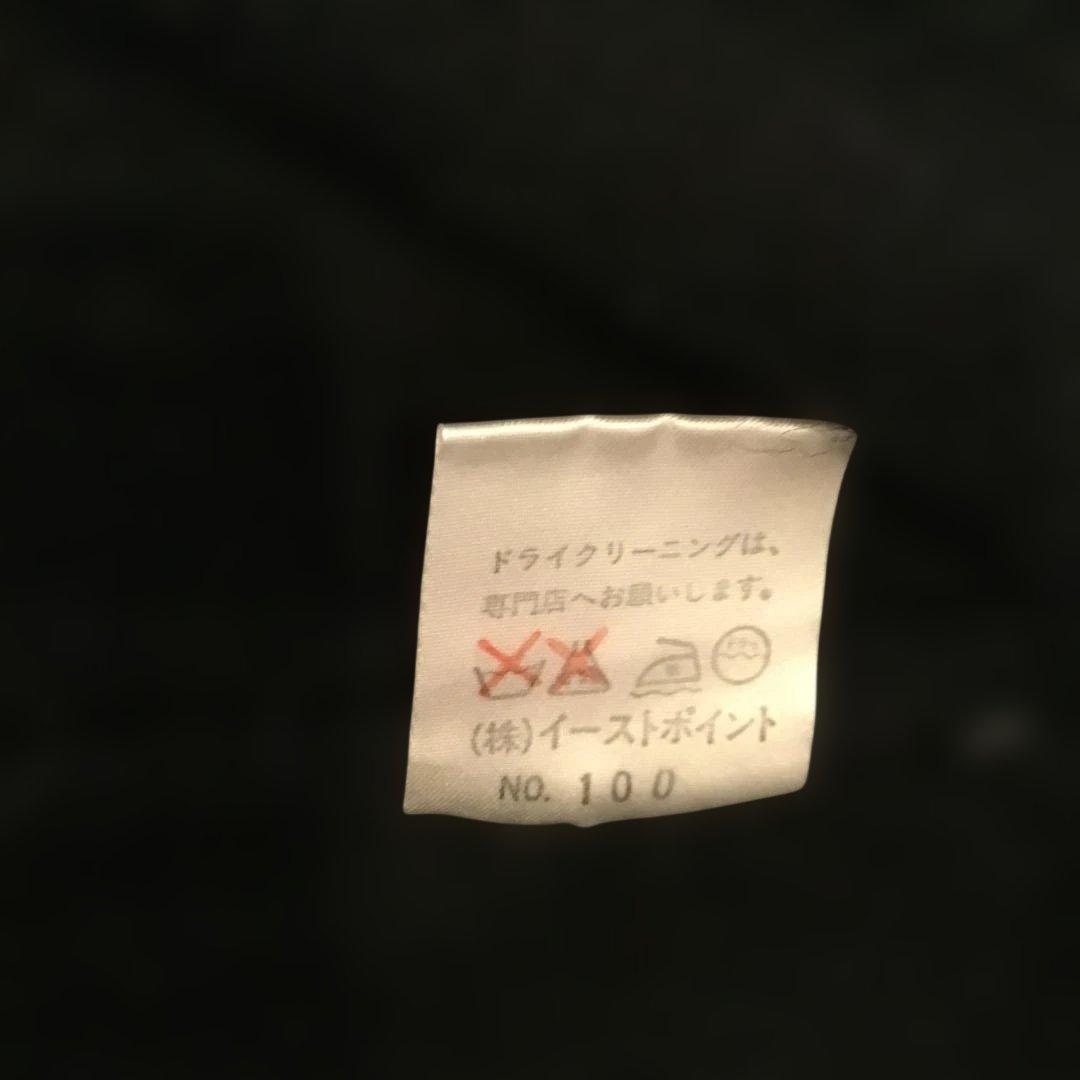 ドライクリーニングは、
専門店へお願いします。
(株)イーストポイント
NO. 100